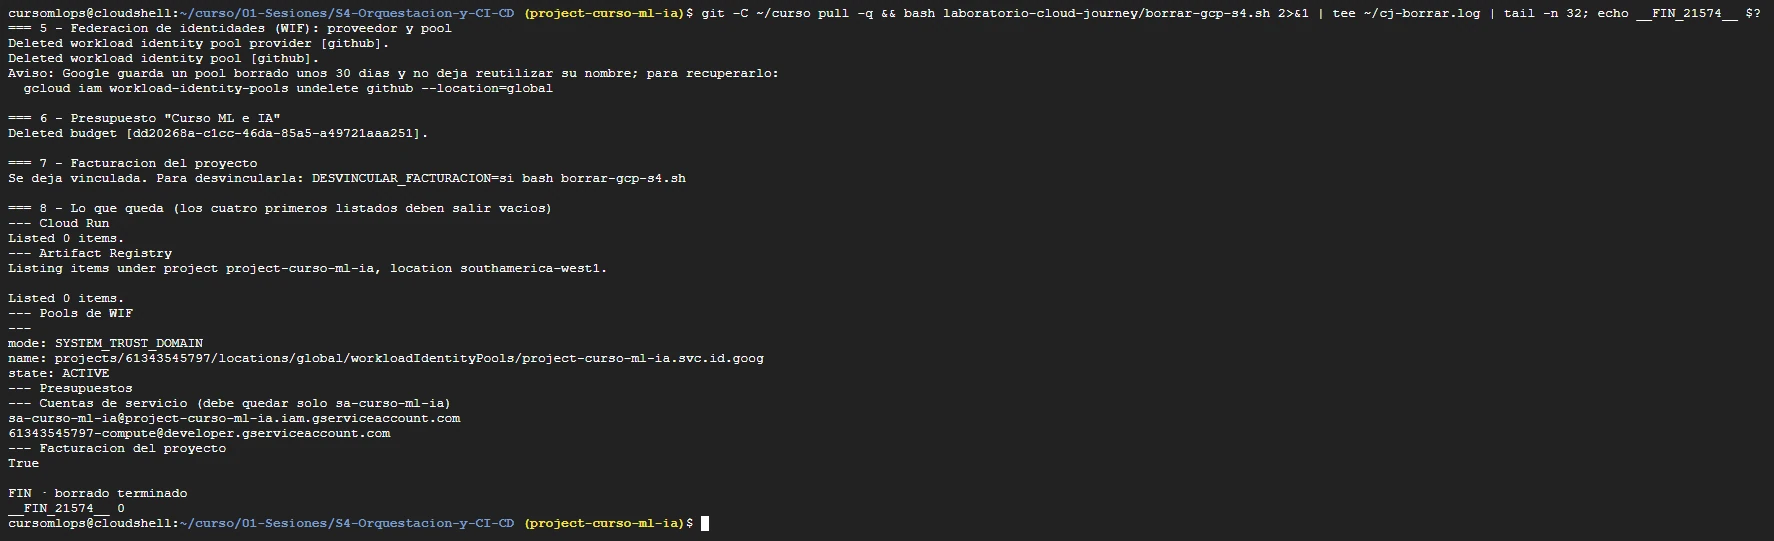 cursomlops@cloudshell:~/curso/01-Sesiones/S4-Orquestacion-y-CI-CD (project-curso-ml-ia)$ git -C ~/curso pull -q && bash laboratorio-cloud-journey/borrar-gcp-s4.sh 2>&1 | tee ~/cj-borrar.log | tail -n 32; echo __FIN_21574__ $?
=== 5 - Federacion de identidades (WIF): proveedor y pool
Deleted workload identity pool provider [github].
Deleted workload identity pool [github].
Aviso: Google guarda un pool borrado unos 30 dias y no deja reutilizar su nombre; para recuperarlo:
  gcloud iam workload-identity-pools undelete github --location=global

=== 6 - Presupuesto "Curso ML e IA"
Deleted budget [dd20268a-c1cc-46da-85a5-a49721aaa251].

=== 7 - Facturacion del proyecto
Se deja vinculada. Para desvincularla: DESVINCULAR_FACTURACION=si bash borrar-gcp-s4.sh

=== 8 - Lo que queda (los cuatro primeros listados deben salir vacios)
--- Cloud Run
Listed 0 items.
--- Artifact Registry
Listing items under project project-curso-ml-ia, location southamerica-west1.

Listed 0 items.
--- Pools de WIF
---
mode: SYSTEM_TRUST_DOMAIN
name: projects/61343545797/locations/global/workloadIdentityPools/project-curso-ml-ia.svc.id.goog
state: ACTIVE
--- Presupuestos
--- Cuentas de servicio (debe quedar solo sa-curso-ml-ia)
sa-curso-ml-ia@project-curso-ml-ia.iam.gserviceaccount.com
61343545797-compute@developer.gserviceaccount.com
--- Facturacion del proyecto
True

FIN · borrado terminado
__FIN_21574__ 0
cursomlops@cloudshell:~/curso/01-Sesiones/S4-Orquestacion-y-CI-CD (project-curso-ml-ia)$